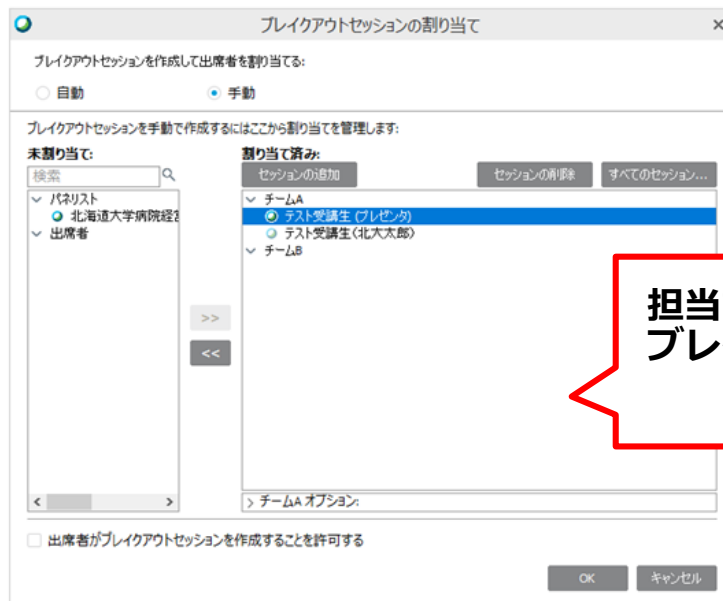 ブレイクアウトセッションの割り当て
ブレイクアウトセッションを作成して出席者を割り当てる:
自動
手動
ブレイクアウトセッションを手動で作成するにはここから割り当てを管理します:
未割り当て:
割り当て済み:
検索
セッションの追加
セッションの削除
すべてのセッション...
パネリスト
北海道大学病院経
出席者
チームA
テスト受講生 (プレゼンタ)
テスト受講生(北大太郎)
チームB
>>
<<
担当
ブレ
チームA オプション:
出席者がブレイクアウトセッションを作成することを許可する
OK
キャンセル